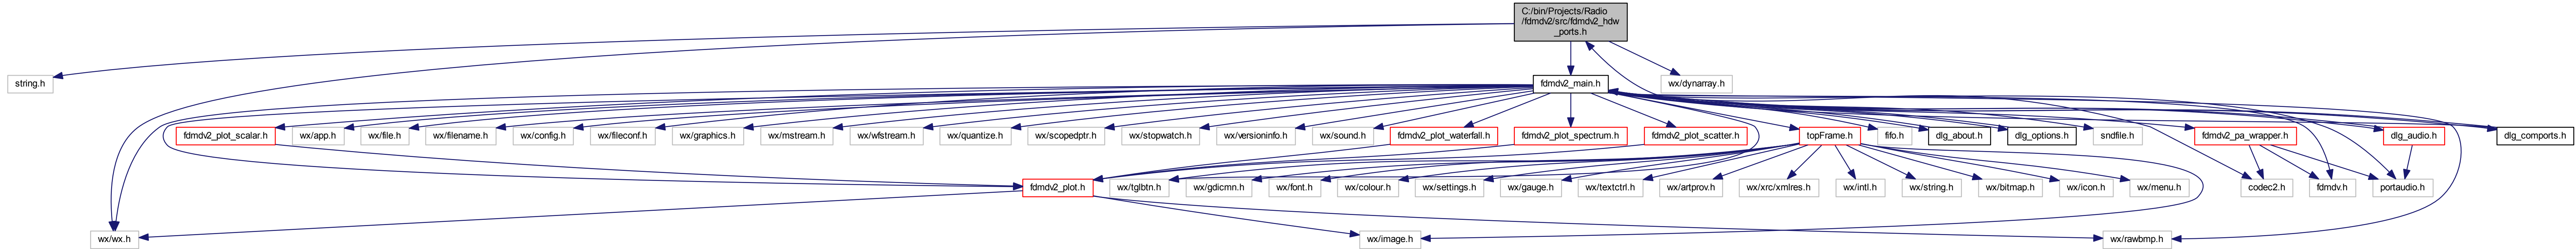 C:/bin/Projects/Radio
/fdmdv2/src/fdmdv2_hdw
_ports.h
string.h
fdmdv2_main.h
wx/dynarray.h
fdmdv2_plot_scalar.h
wx/app.h
wx/file.h
wx/filename.h
wx/config.h
wx/fileconf.h
wx/graphics.h
wx/mstream.h
wx/wfstream.h
wx/quantize.h
wx/scopedptr.h
wx/stopwatch.h
wx/versioninfo.h
wx/sound.h
fdmdv2_plot_waterfall.h
fdmdv2_plot_spectrum.h
fdmdv2_plot_scatter.h
topFrame.h
fifo.h
dlg_about.h
dlg_options.h
sndfile.h
fdmdv2_pa_wrapper.h
dlg_audio.h
dlg_comports.h
fdmdv2_plot.h
wx/tglbtn.h
wx/gdicmn.h
wx/font.h
wx/colour.h
wx/settings.h
wx/gauge.h
wx/textctrl.h
wx/artprov.h
wx/xrc/xmlres.h
wx/intl.h
wx/string.h
wx/bitmap.h
wx/icon.h
wx/menu.h
codec2.h
fdmdv.h
portaudio.h
wx/wx.h
wx/image.h
wx/rawbmp.h